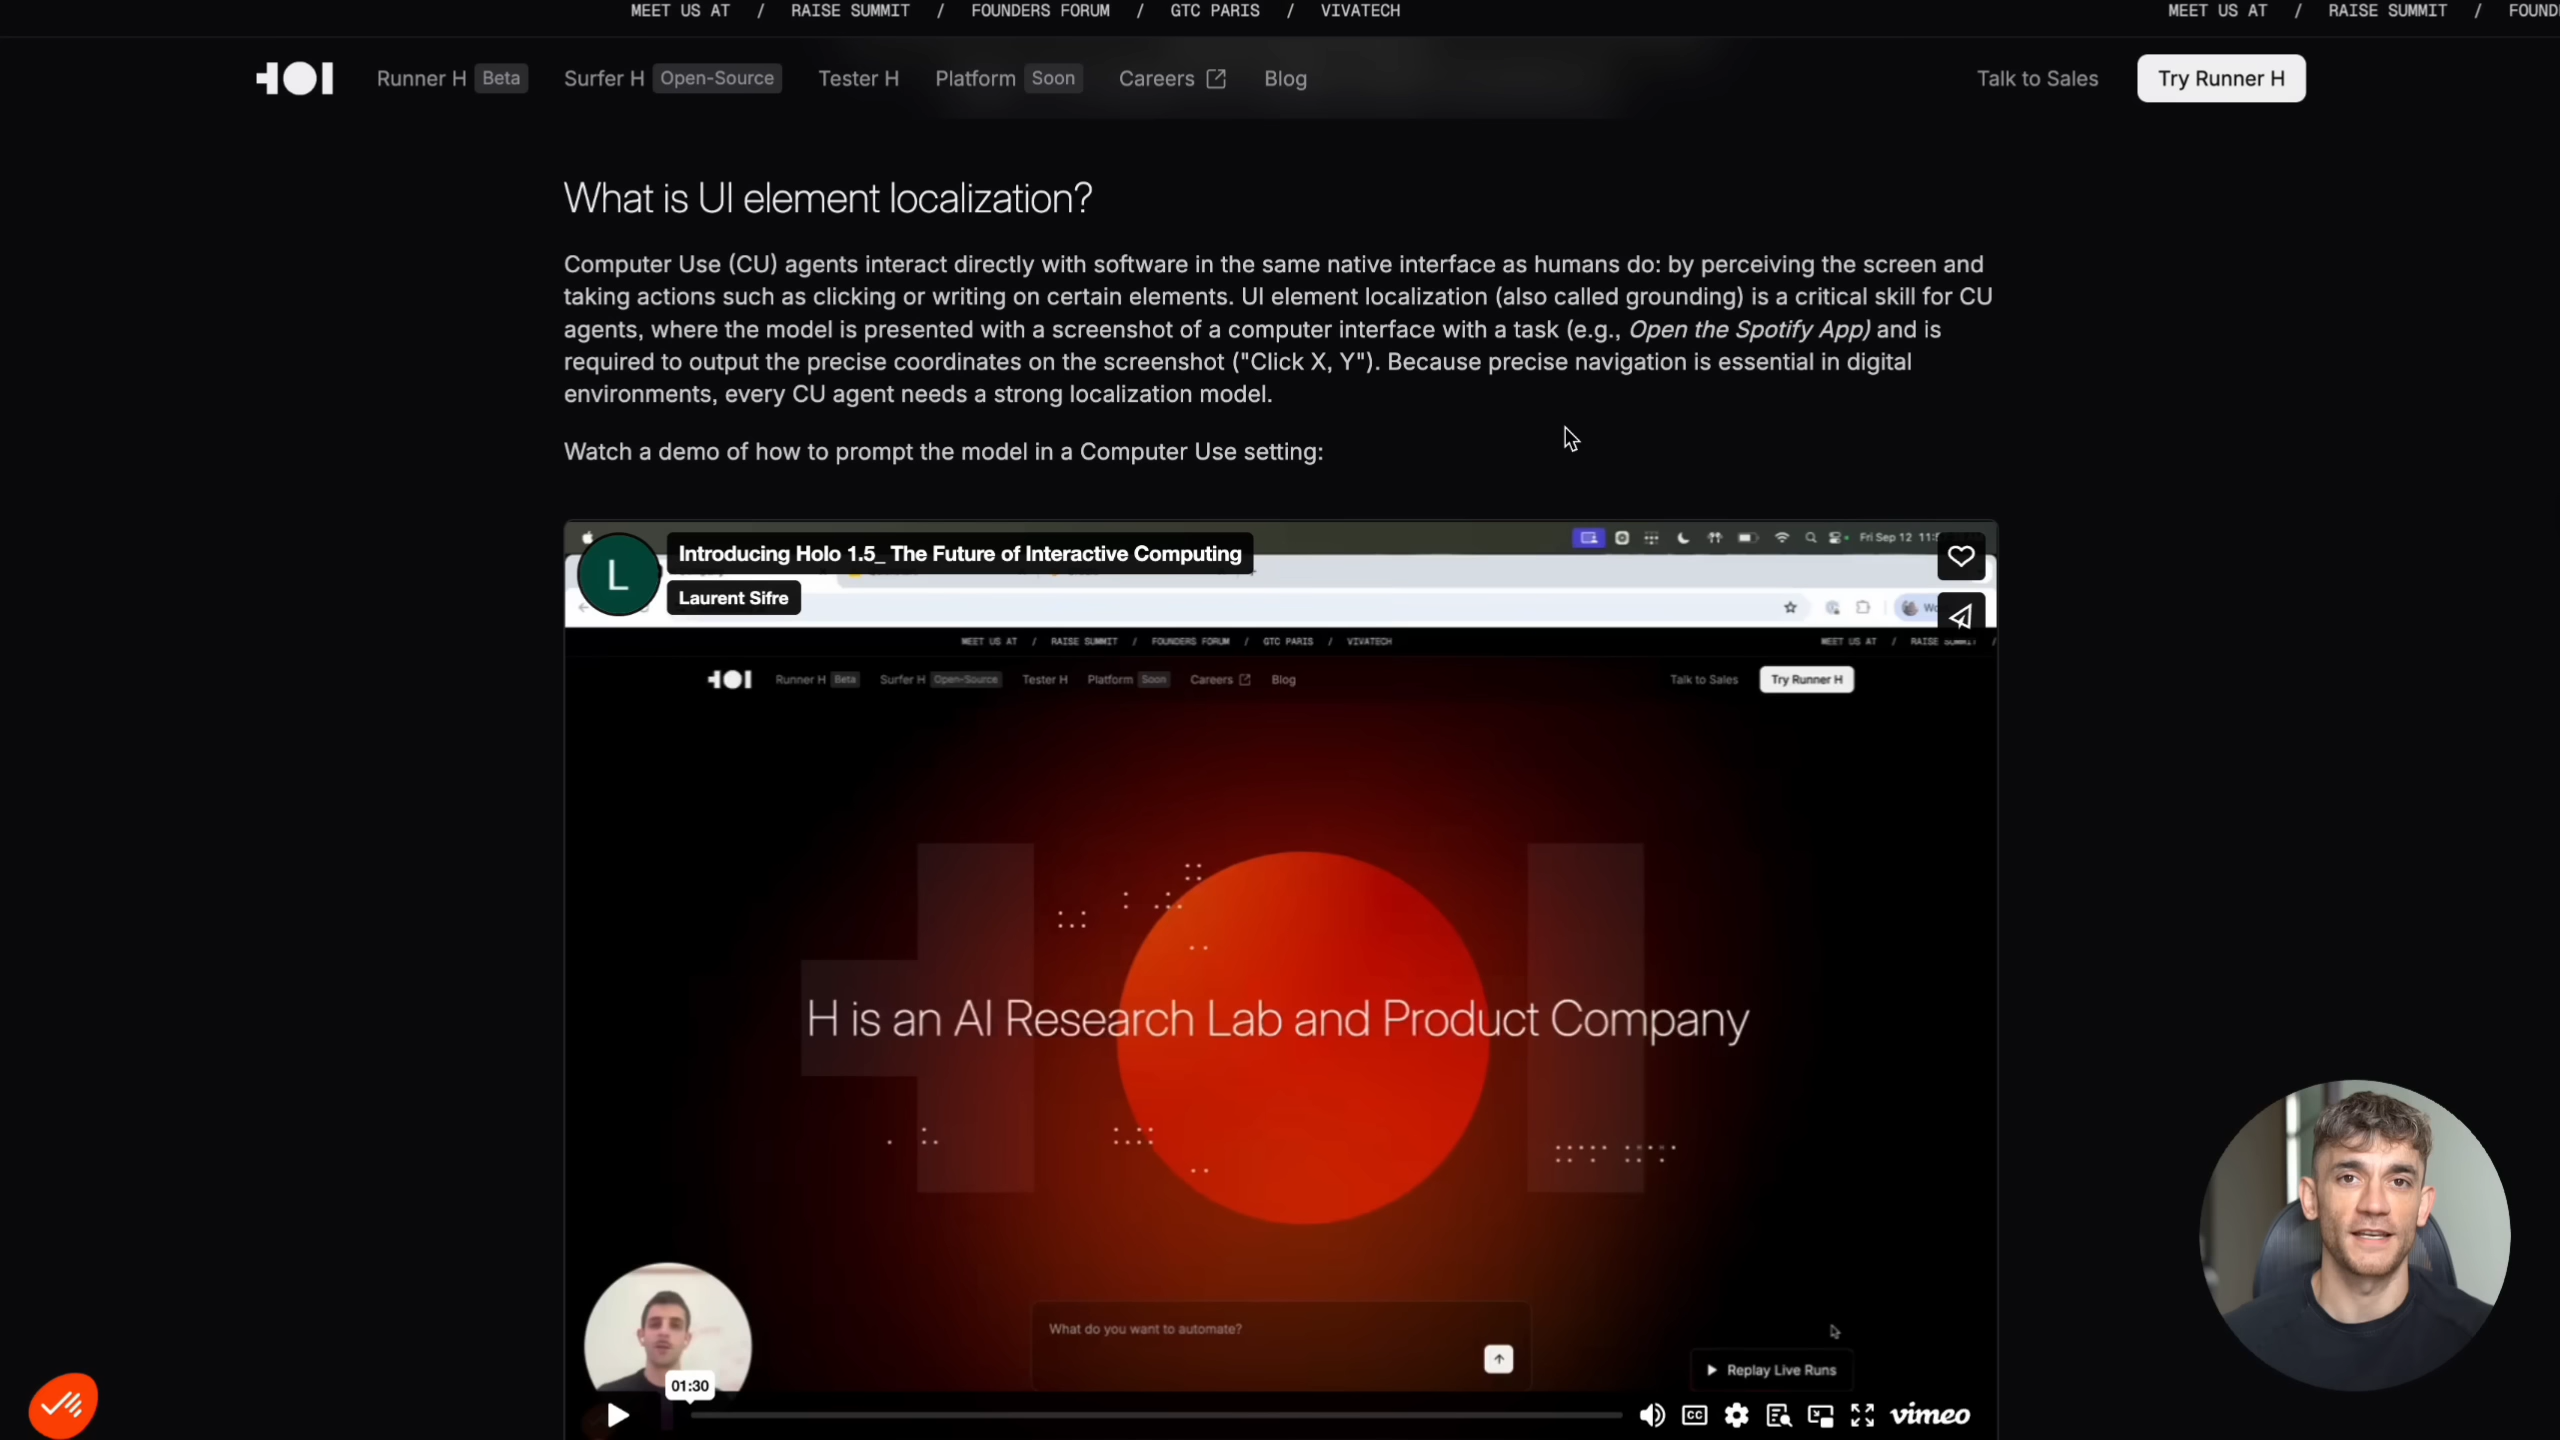 MEET US AT / RAISE SUMMIT / FOUNDERS FORUM / GTC PARIS / VIVATECH
MEET US AT / RAISE SUMMIT / FOUND
Runner H Beta Surfer H Open-Source Tester H Platform Soon Careers Blog
Talk to Sales Try Runner H
What is UI element localization?
Computer Use (CU) agents interact directly with software in the same native interface as humans do: by perceiving the screen and
taking actions such as clicking or writing on certain elements. UI element localization (also called grounding) is a critical skill for CU
agents, where the model is presented with a screenshot of a computer interface with a task (e.g., Open the Spotify App) and is
required to output the precise coordinates on the screenshot ("Click X, Y"). Because precise navigation is essential in digital
environments, every CU agent needs a strong localization model.
Watch a demo of how to prompt the model in a Computer Use setting:
Fri Sep 12
L
Introducing Holo 1.5_ The Future of Interactive Computing
Laurent Sifre
MEET US AT / RAISE SUMMIT / FOUNDERS FORUM / GTC PARIS / VIVATECH
MEET US AT / RAISE SUMMIT /
Runner H Beta Surfer H Open-Source Tester H Platform Soon Careers Blog
Talk to Sales Try Runner H
H is an AI Research Lab and Product Company
What do you want to automate?
Replay Live Runs
01:30
CC
vimeo